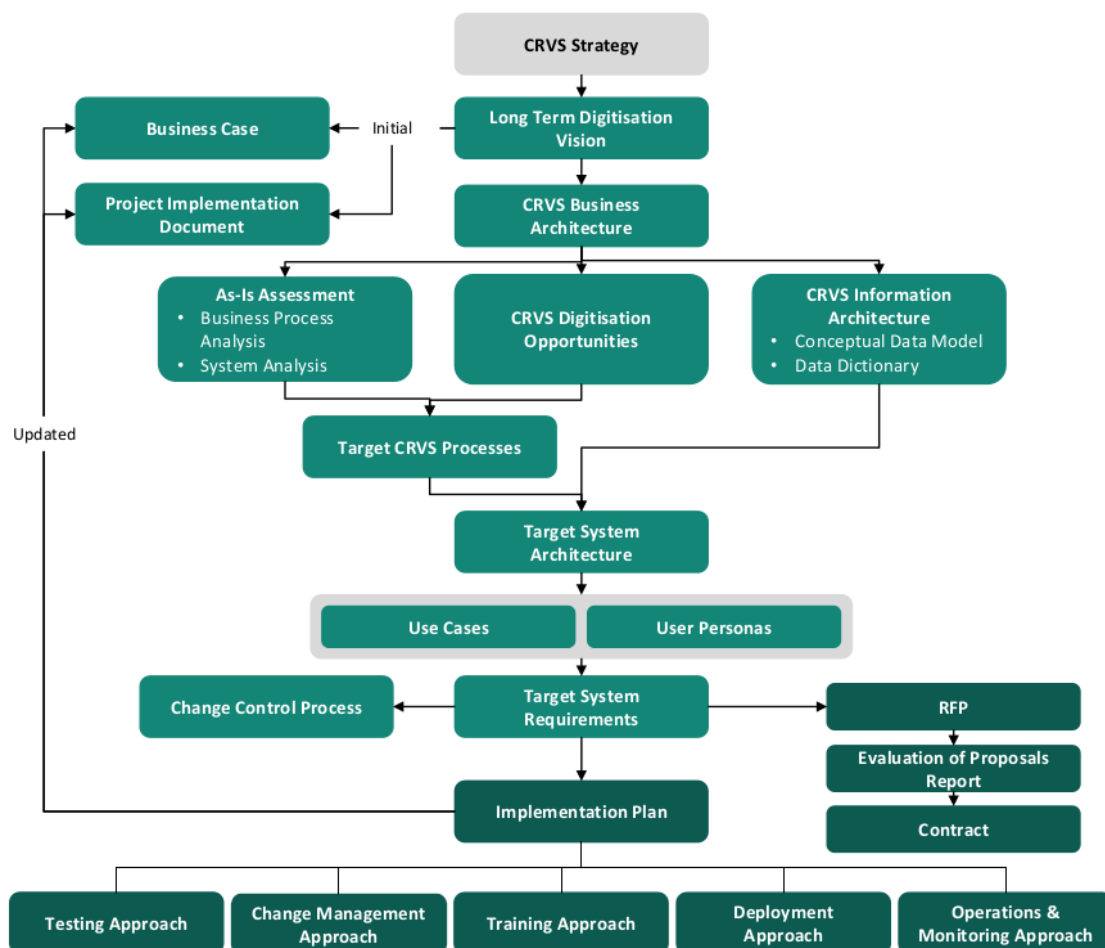 CRVS Strategy
Business Case
Initial
Long Term Digitisation
Vision
Project Implementation
Document
CRVS Business
Architecture
As-Is Assessment
• Business Process
Analysis
• System Analysis
CRVS Digitisation
Opportunities
CRVS Information
Architecture
• Conceptual Data Model
• Data Dictionary
Updated
Target CRVS Processes
Target System
Architecture
Use Cases
User Personas
Change Control Process
Target System
Requirements
RFP
Evaluation of Proposals
Report
Implementation Plan
Contract
Testing Approach
Change Management
Approach
Training Approach
Deployment
Approach
Operations &
Monitoring Approach